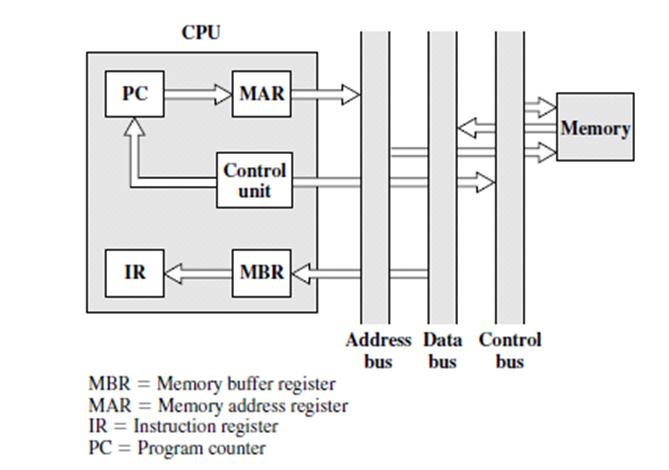 CPU
PC
MAR
Memory
Control
unit
IR
MBR
Address Data Control
bus bus bus
MBR = Memory buffer register
MAR = Memory address register
IR = Instruction register
PC = Program counter